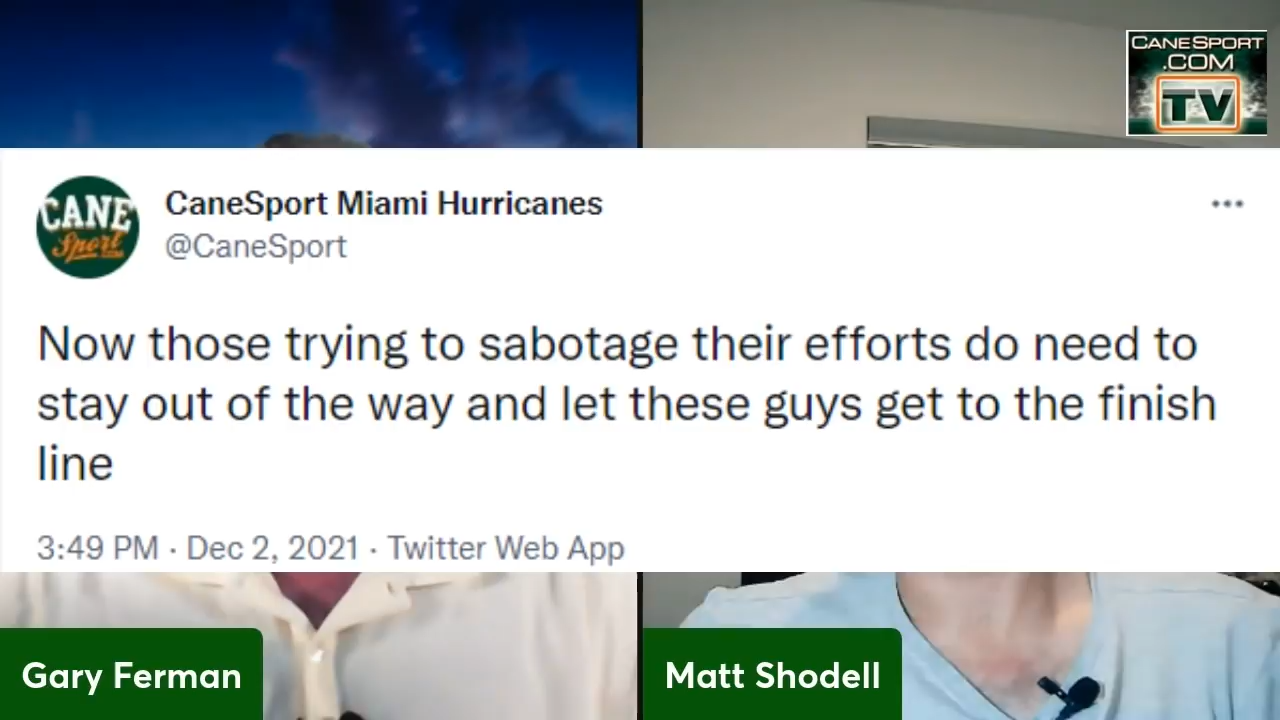 CANESPORT
.COM
TV
CANE
Sport
CaneSport Miami Hurricanes
@CaneSport
Now those trying to sabotage their efforts do need to
stay out of the way and let these guys get to the finish
line
3:49 PM · Dec 2, 2021 · Twitter Web App
Gary Ferman
Matt Shodell